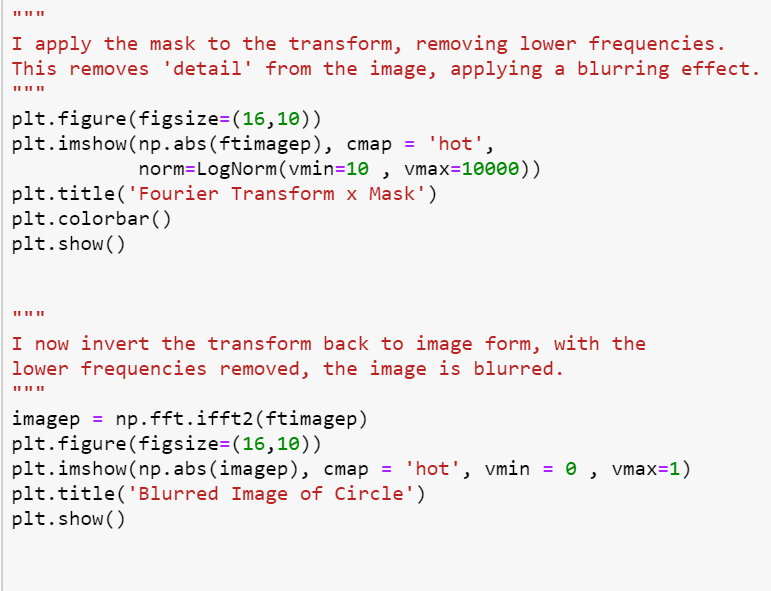 """
I apply the mask to the transform, removing lower frequencies.
This removes 'detail' from the image, applying a blurring effect.
"""
plt.figure(figsize=(16,10))
plt.imshow(np.abs(ftimagep), cmap = 'hot',
           norm=LogNorm(vmin=10 , vmax=10000))
plt.title('Fourier Transform x Mask')
plt.colorbar()
plt.show()
"""
I now invert the transform back to image form, with the
lower frequencies removed, the image is blurred.
"""
imagep = np.fft.ifft2(ftimagep)
plt.figure(figsize=(16,10))
plt.imshow(np.abs(imagep), cmap = 'hot', vmin = 0 , vmax=1)
plt.title('Blurred Image of Circle')
plt.show()